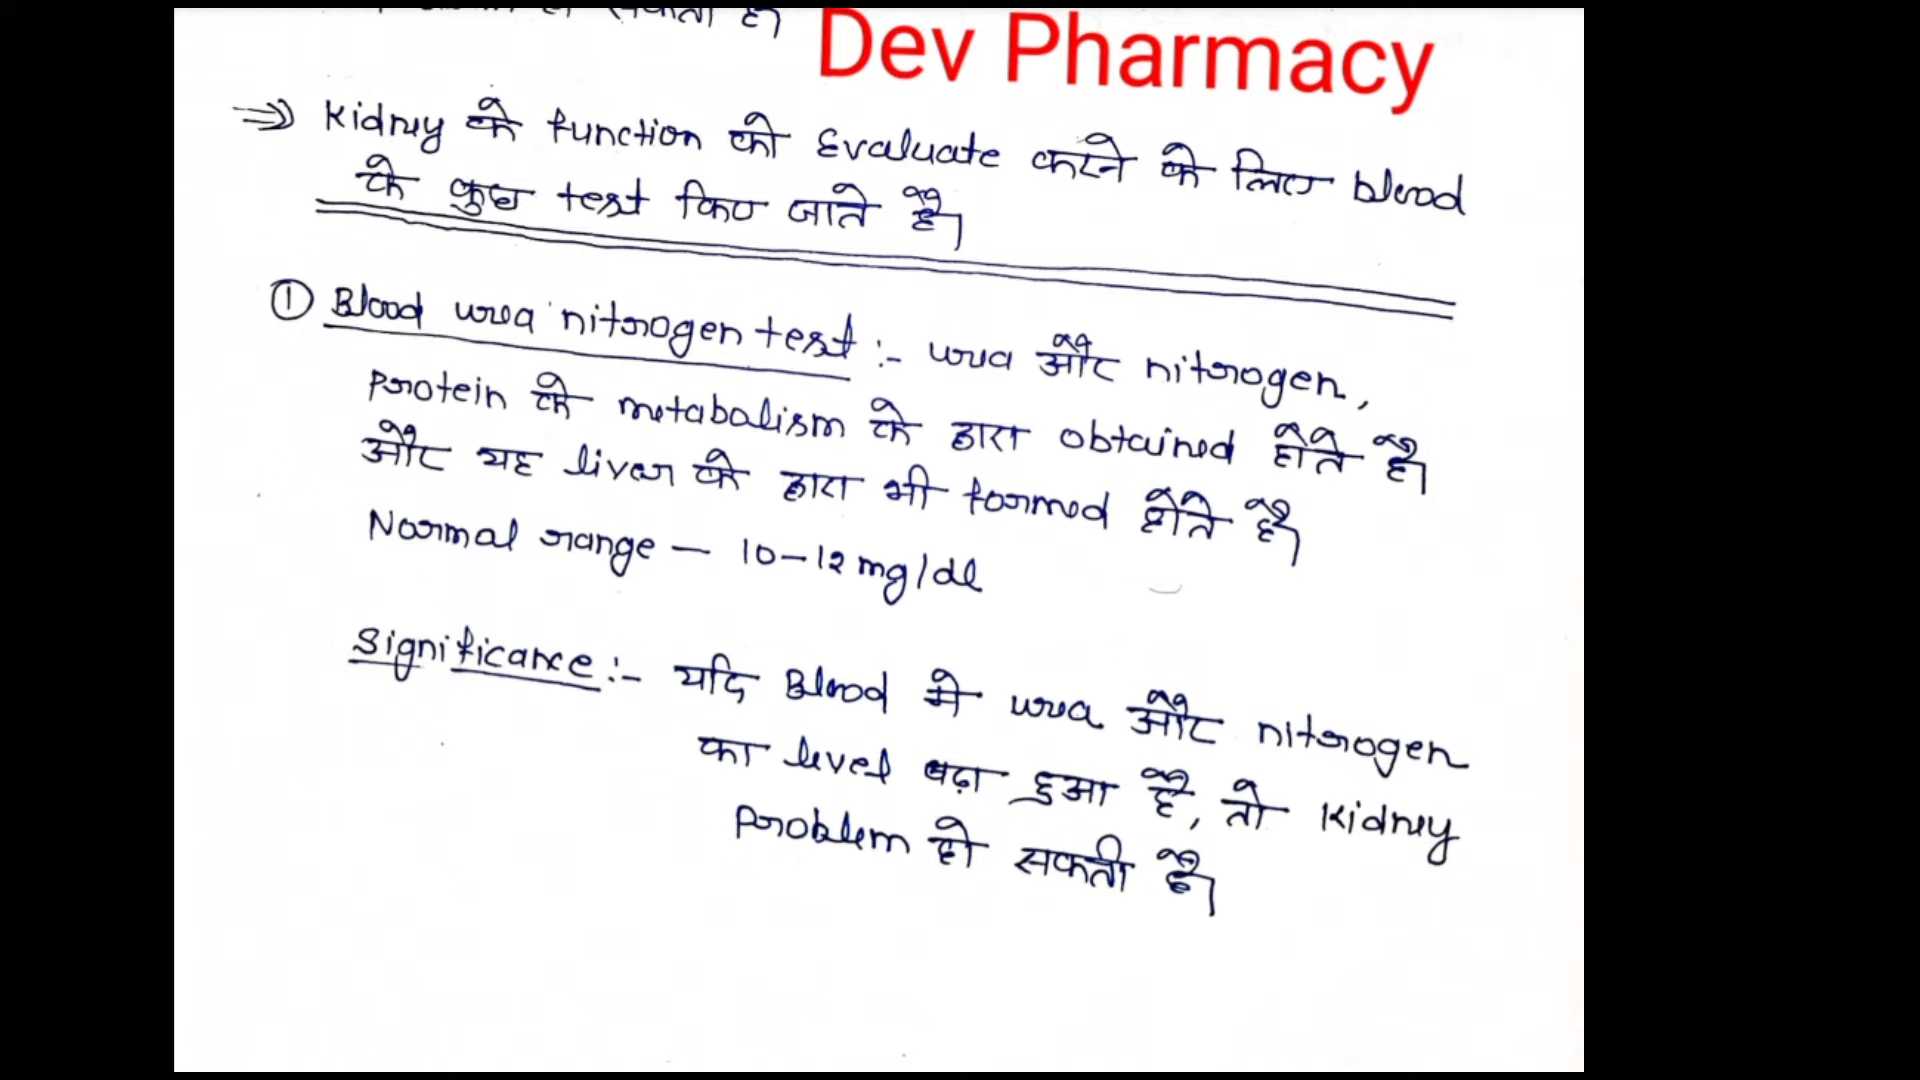 सकती है।
Dev Pharmacy
⇒ Kidney के function को Evaluate करने के लिए blood
के कुछ test किए जाते है।
① Blood urea nitrogen test :- urea और nitrogen,
Protein के metabalism के द्वारा obtained होते है।
और यह liver के द्वारा भी formed होते है।
Normal range — 10-12 mg/dl
Significance :- यदि Blood मे urea और nitrogen
का level बढ़ा हुआ है, तो Kidney
Problem हो सकती है।